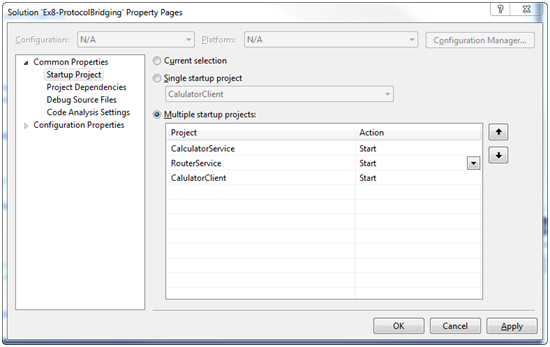 Solution 'Ex8-ProtocolBridging' Property Pages
Configuration: N/A Platform: N/A Configuration Manager...
Common Properties
Startup Project
Project Dependencies
Debug Source Files
Code Analysis Settings
Configuration Properties
Current selection
Single startup project
CalulatorClient
Multiple startup projects:
Project Action
CalculatorService Start
RouterService Start
CalulatorClient Start
OK Cancel Apply